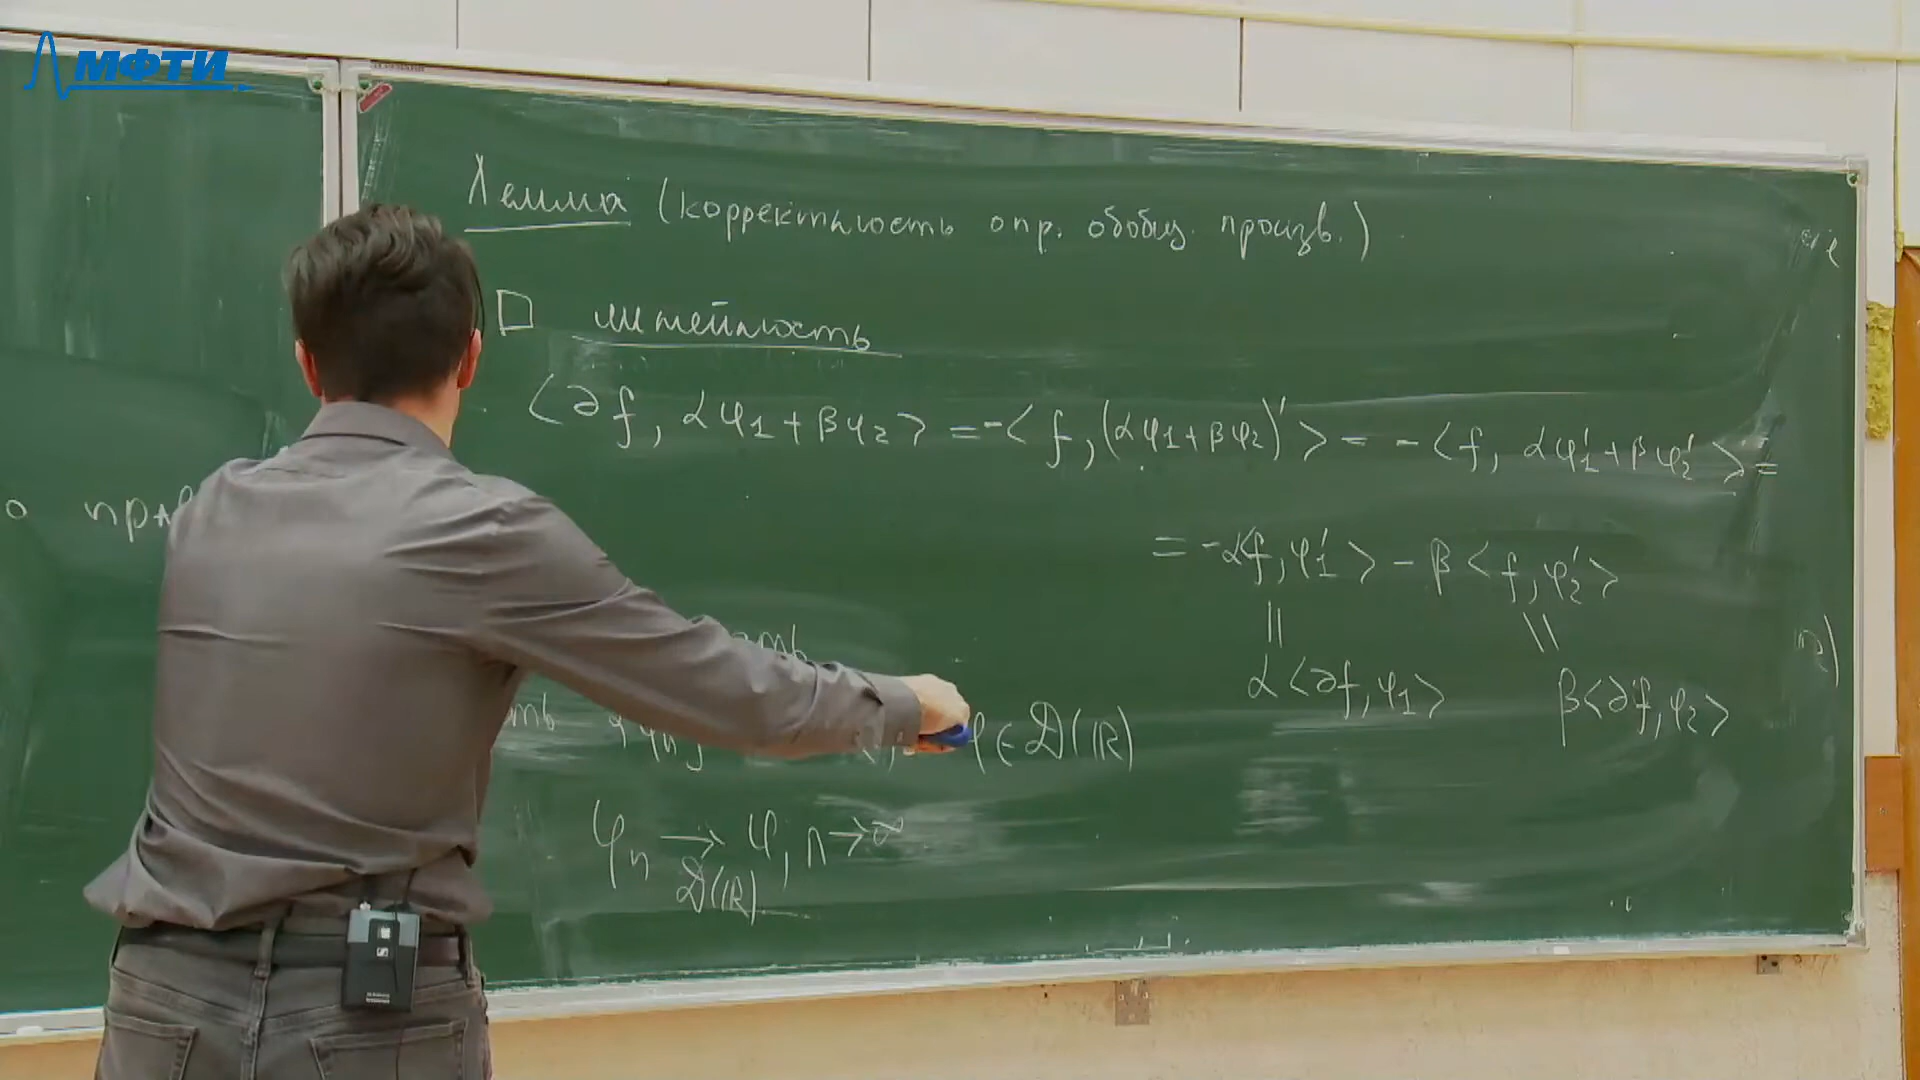 МФТИ
Лемма (корректность опр. обобщ. произв.)
□ линейность
⟨∂f, αφ₁+βφ₂⟩ = -⟨f,(αφ₁+βφ₂)'⟩ = -⟨f, αφ₁'+βφ₂'⟩ =
= -α⟨f,φ₁'⟩ - β⟨f,φ₂'⟩
|| ||
α⟨∂f,φ₁⟩ β⟨∂f,φ₂⟩
φ ∈ 𝒟(ℝ)
φₙ → φ, n→∞
𝒟(ℝ)